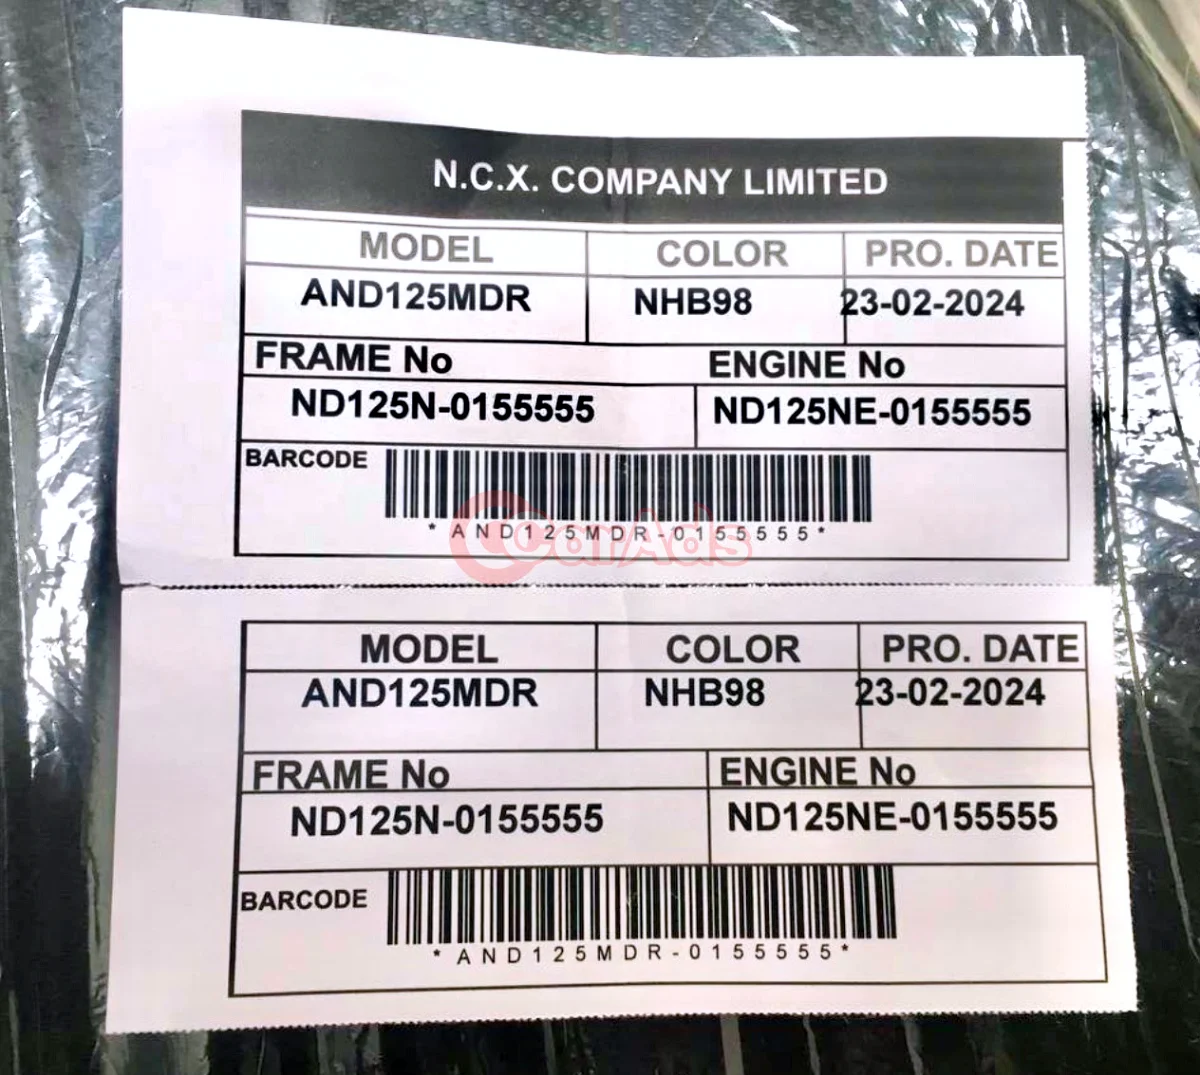 N.C.X. COMPANY LIMITED
MODEL COLOR PRO. DATE
AND125MDR NHB98 23-02-2024
FRAME No ENGINE No
ND125N-0155555 ND125NE-0155555
BARCODE
*AND125MDR-0155555*
CarAds
MODEL COLOR PRO. DATE
AND125MDR NHB98 23-02-2024
FRAME No ENGINE No
ND125N-0155555 ND125NE-0155555
BARCODE
*AND125MDR-0155555*